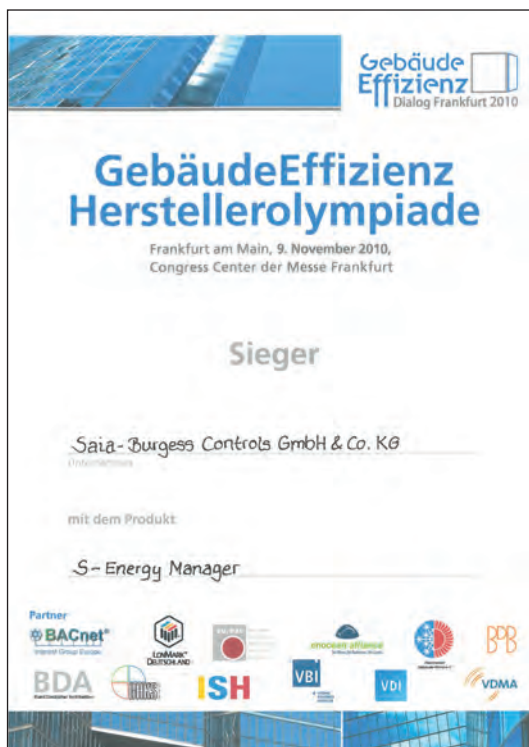 Gebäude
Effizienz
Dialog Frankfurt 2010
GebäudeEffizienz
Herstellerolympiade
Frankfurt am Main, 9. November 2010,
Congress Center der Messe Frankfurt
Sieger
Saia-Burgess Controls GmbH & Co. KG
Unternehmen
mit dem Produkt
S-Energy Manager
Partner
BACnet®
Interest Group Europe
LONMARK®
DEUTSCHLAND
enocean alliance
BDB
BDA
ISH
VBI
VDI
VDMA